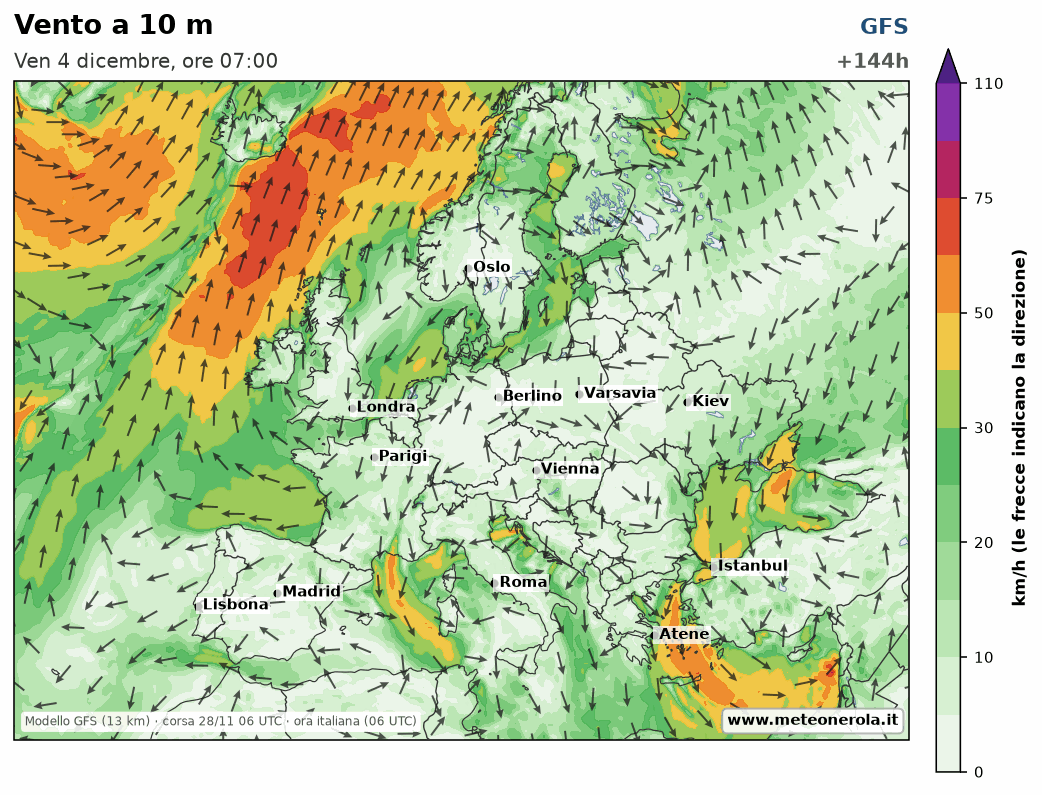 Vento a 10 m
GFS
Ven 4 dicembre, ore 07:00
+144h
110
75
50
30
20
10
0
km/h (le frecce indicano la direzione)
Oslo
Berlino
Varsavia
Kiev
Londra
Parigi
Vienna
Istanbul
Roma
Madrid
Lisbona
Atene
Modello GFS (13 km) · corsa 28/11 06 UTC · ora italiana (06 UTC)
www.meteonerola.it